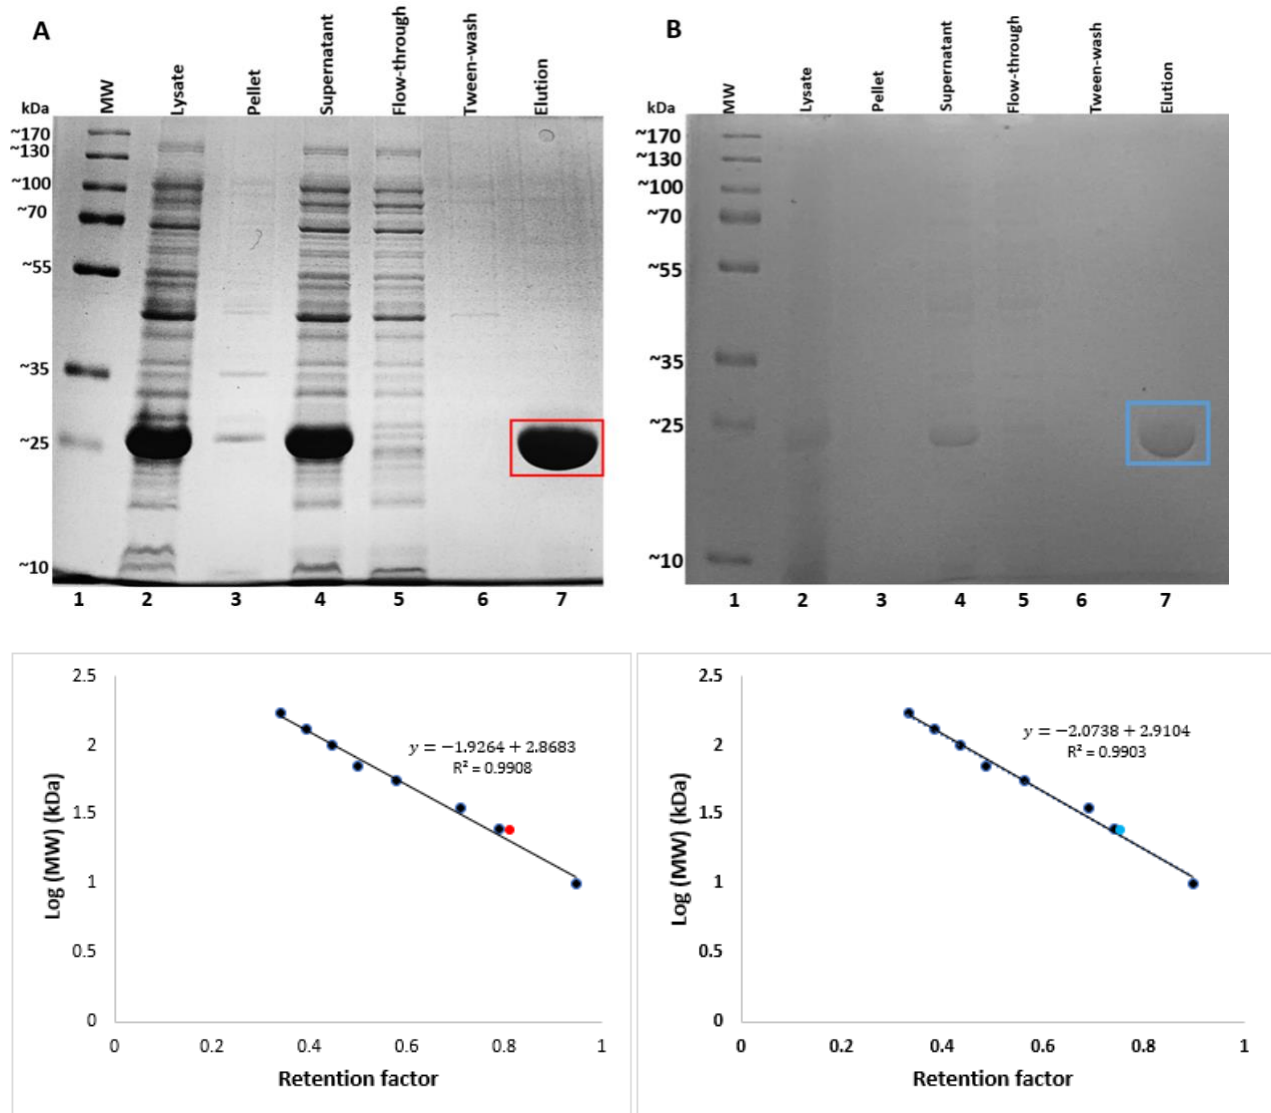 A
MW
Lysate
Pellet
Supernatant
Flow-through
Tween-wash
Elution
kDa
~170
~130
~100
~70
~55
~35
~25
~10
1 2 3 4 5 6 7
B
MW
Lysate
Pellet
Supernatant
Flow-through
Tween-wash
Elution
kDa
~170
~130
~100
~70
~55
~35
~25
~10
1 2 3 4 5 6 7
2.5
2
1.5
1
0.5
0
0 0.2 0.4 0.6 0.8 1
Log (MW) (kDa)
Retention factor
y = −1.9264 + 2.8683
R² = 0.9908
2.5
2
1.5
1
0.5
0
0 0.2 0.4 0.6 0.8 1
Log (MW) (kDa)
Retention factor
y = −2.0738 + 2.9104
R² = 0.9903